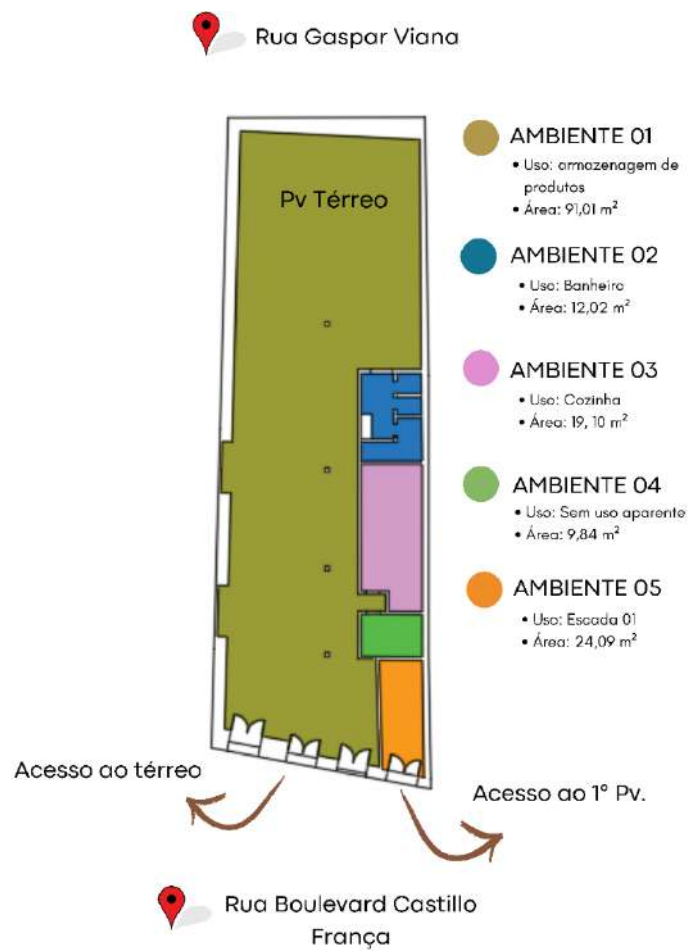 Rua Gaspar Viana
Pv Térreo
AMBIENTE 01
• Uso: armazenagem de
produtos
• Área: 91,01 m²
AMBIENTE 02
• Uso: Banheiro
• Área: 12,02 m²
AMBIENTE 03
• Uso: Cozinha
• Área: 19, 10 m²
AMBIENTE 04
• Uso: Sem uso aparente
• Área: 9,84 m²
AMBIENTE 05
• Uso: Escada 01
• Área: 24,09 m²
Acesso ao térreo
Acesso ao 1° Pv.
Rua Boulevard Castillo
França